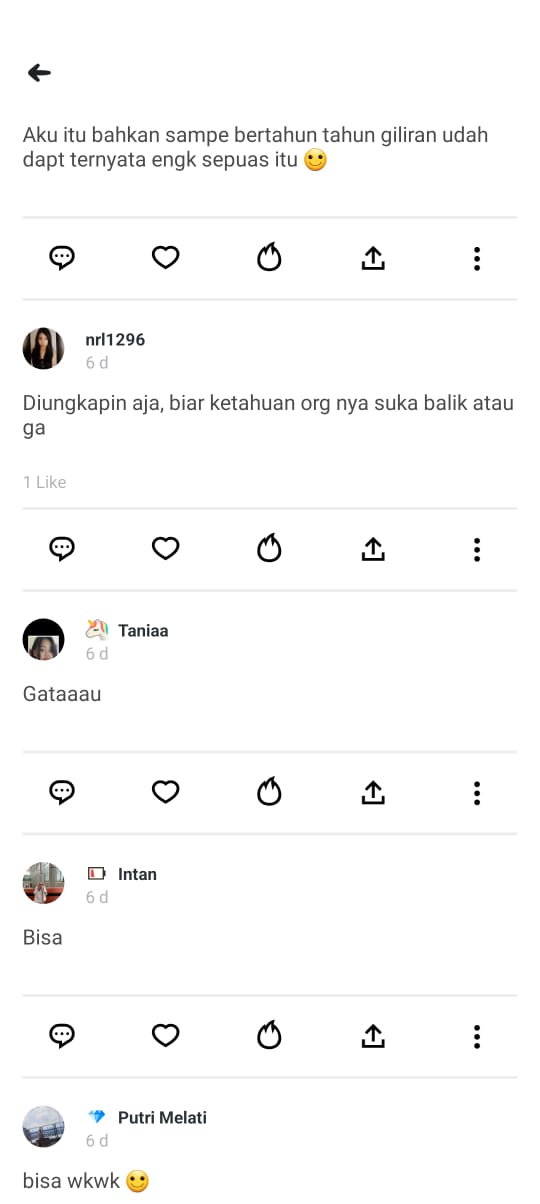 Aku itu bahkan sampe bertahun tahun giliran udah
dapt ternyata engk sepuas itu 🙂
nrl1296
6 d
Diungkapin aja, biar ketahuan org nya suka balik atau
ga
1 Like
🦄 Taniaa
6 d
Gataaau
🪫 Intan
6 d
Bisa
💎 Putri Melati
6 d
bisa wkwk 🙂